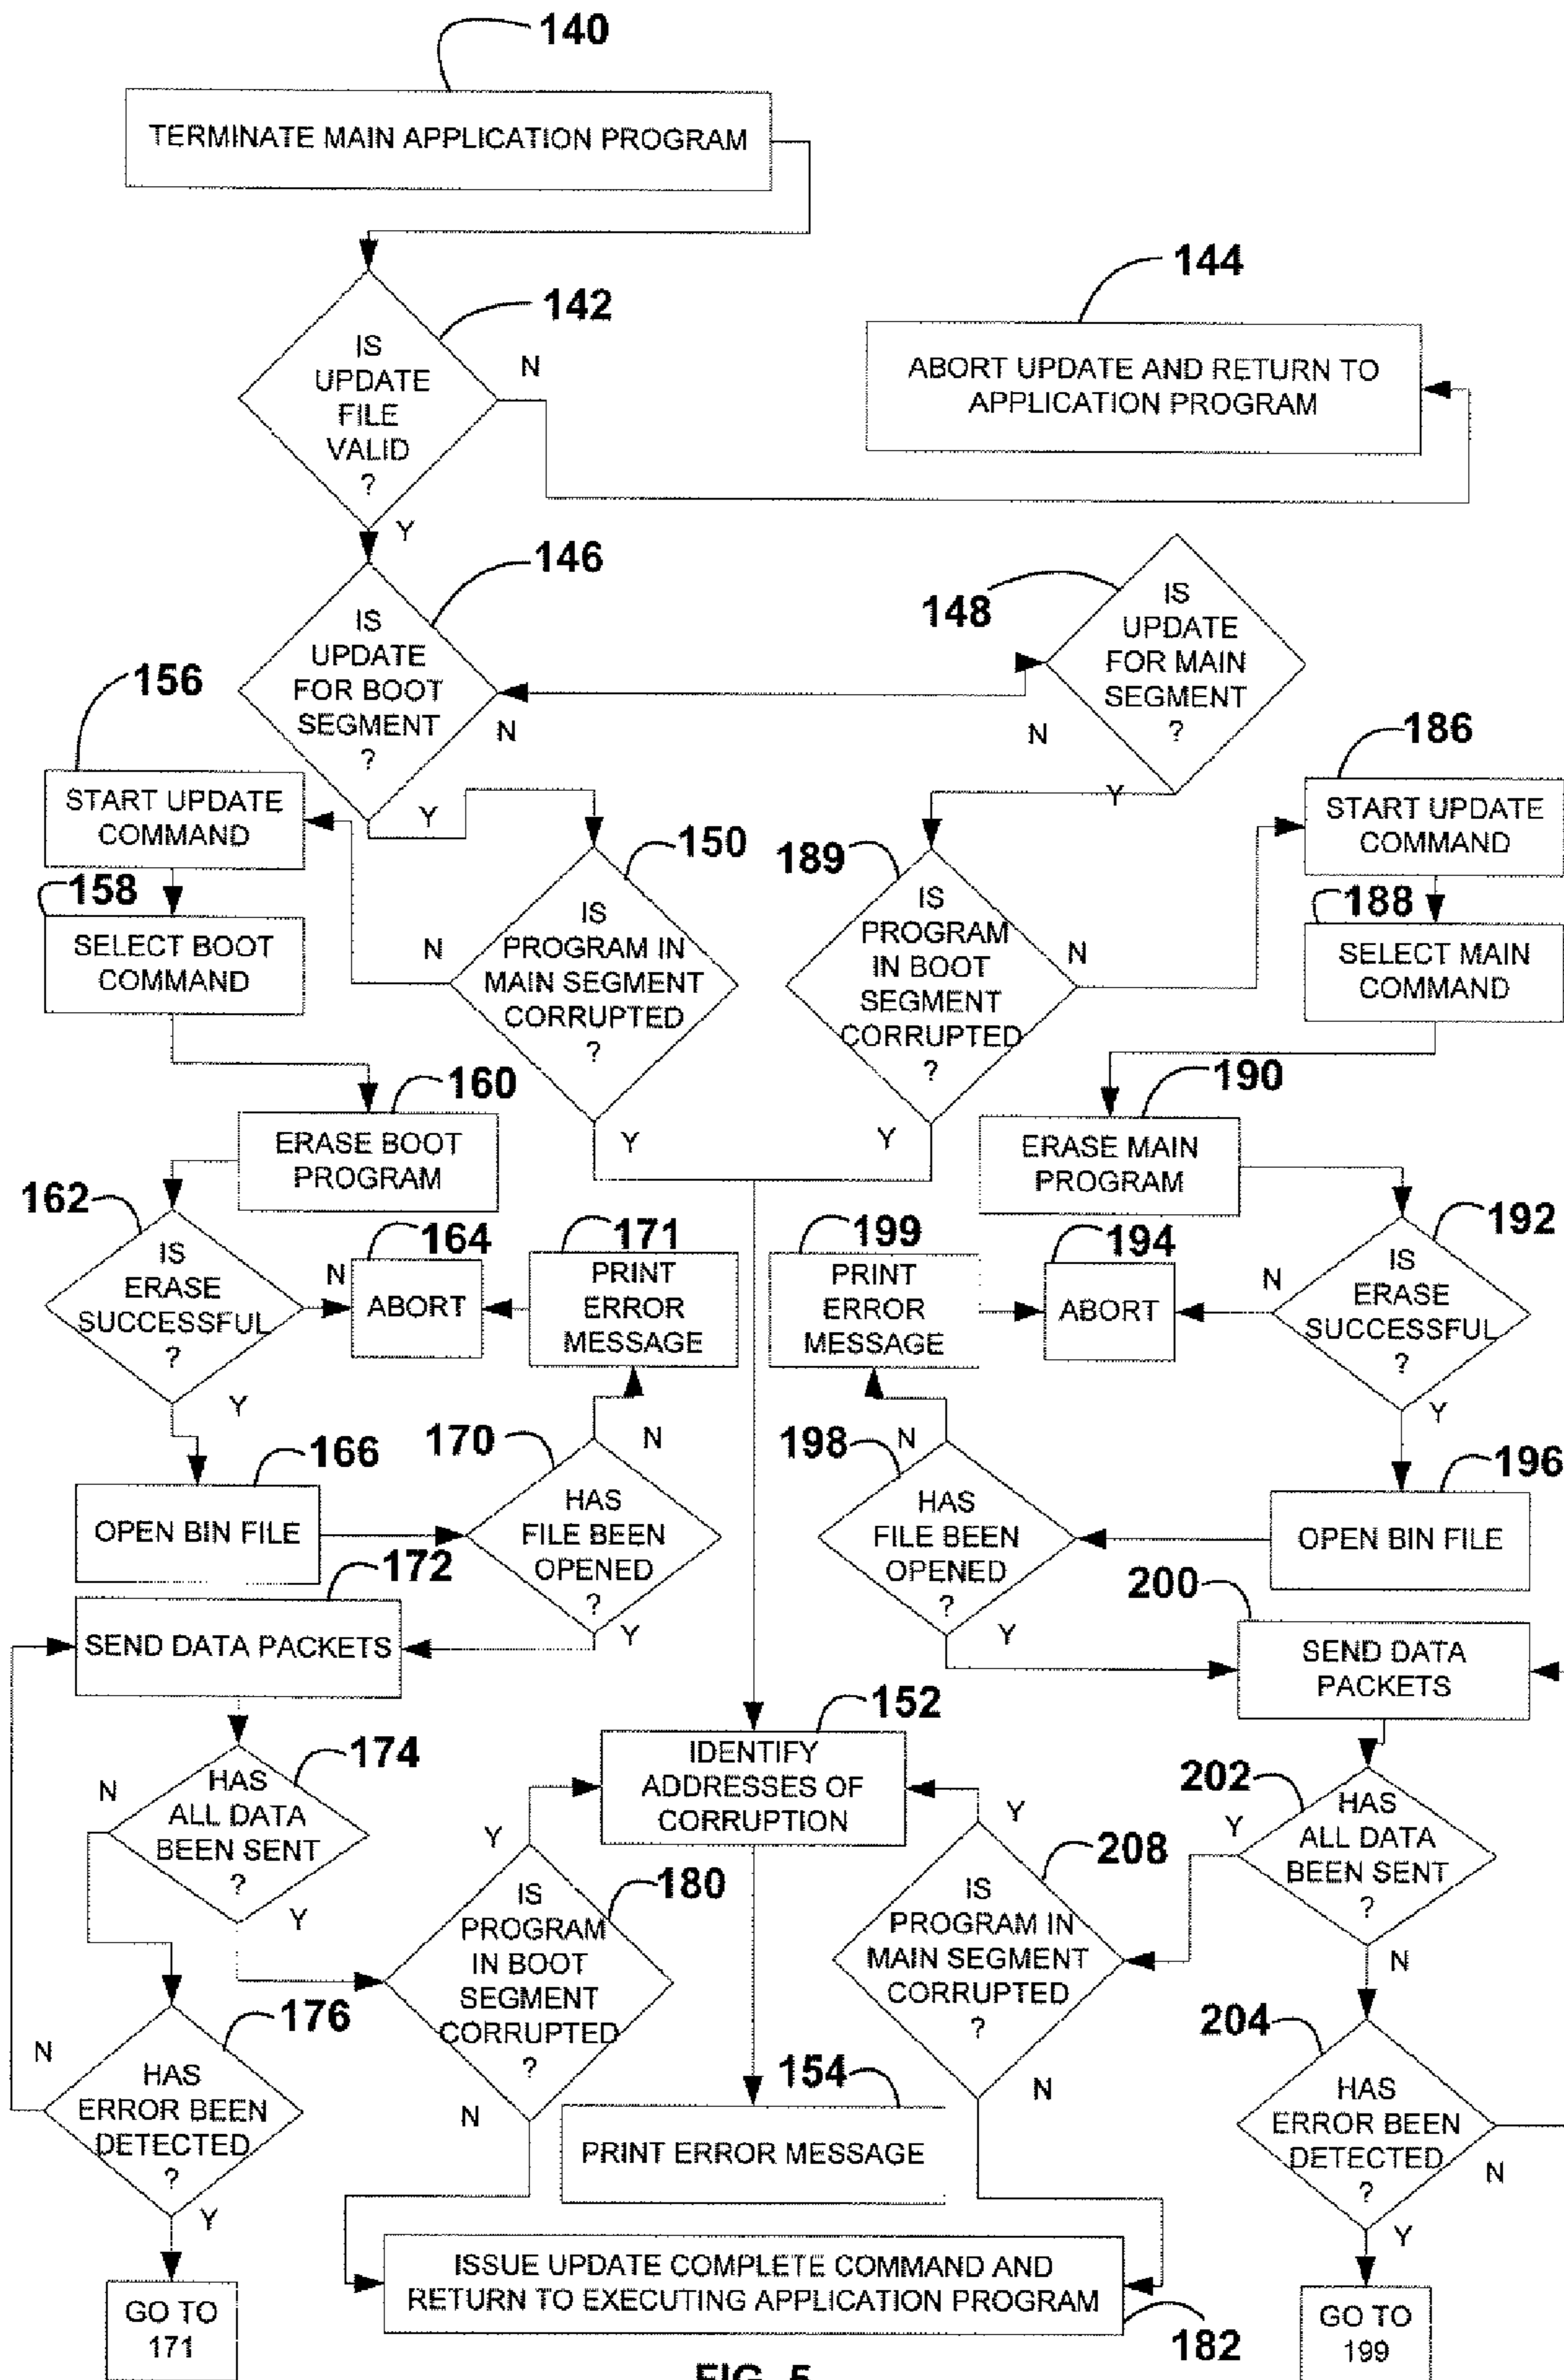 140
TERMINATE MAIN APPLICATION PROGRAM
142
IS
UPDATE
FILE
VALID
?
N
Y
144
ABORT UPDATE AND RETURN TO
APPLICATION PROGRAM
146
IS
UPDATE
FOR BOOT
SEGMENT
?
N
Y
148
IS
UPDATE
FOR MAIN
SEGMENT
?
N
Y
156
START UPDATE
COMMAND
158
SELECT BOOT
COMMAND
150
IS
PROGRAM IN
MAIN SEGMENT
CORRUPTED
?
N
Y
189
IS
PROGRAM
IN BOOT
SEGMENT
CORRUPTED
?
N
Y
186
START UPDATE
COMMAND
188
SELECT MAIN
COMMAND
160
ERASE BOOT
PROGRAM
190
ERASE MAIN
PROGRAM
162
IS
ERASE
SUCCESSFUL
?
N
Y
164
ABORT
171
PRINT
ERROR
MESSAGE
199
PRINT
ERROR
MESSAGE
194
ABORT
192
IS
ERASE
SUCCESSFUL
?
N
Y
166
OPEN BIN FILE
170
HAS
FILE BEEN
OPENED
?
N
Y
198
HAS
FILE BEEN
OPENED
?
N
Y
196
OPEN BIN FILE
172
SEND DATA PACKETS
200
SEND DATA
PACKETS
174
HAS
ALL DATA
BEEN SENT
?
N
Y
152
IDENTIFY
ADDRESSES OF
CORRUPTION
202
HAS
ALL DATA
BEEN SENT
?
Y
N
180
IS
PROGRAM
IN BOOT
SEGMENT
CORRUPTED
?
Y
N
208
IS
PROGRAM IN
MAIN SEGMENT
CORRUPTED
?
Y
N
176
HAS
ERROR BEEN
DETECTED
?
N
Y
154
PRINT ERROR MESSAGE
204
HAS
ERROR BEEN
DETECTED
?
N
Y
GO TO
171
ISSUE UPDATE COMPLETE COMMAND AND
RETURN TO EXECUTING APPLICATION PROGRAM
182
GO TO
199
FIG. 5